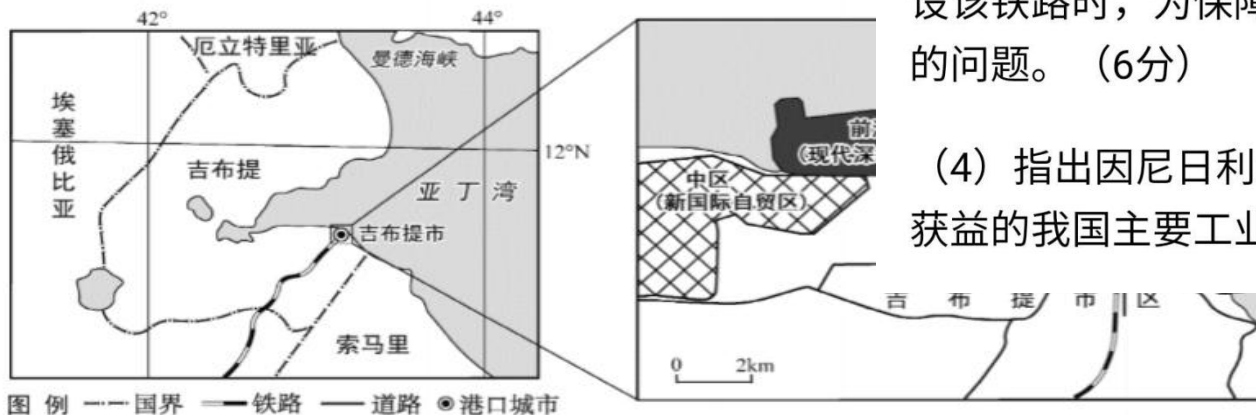 42°
44°
厄立特里亚
曼德海峡
埃塞俄比亚
12°N
吉布提
亚丁湾
吉布提市
索马里
图例 国界 铁路 道路 港口城市
前
（现代深
中区
（新国际自贸区）
吉布提市区
0 2km
设该铁路时，为保障
的问题。（6分）
（4）指出因尼日利
获益的我国主要工业